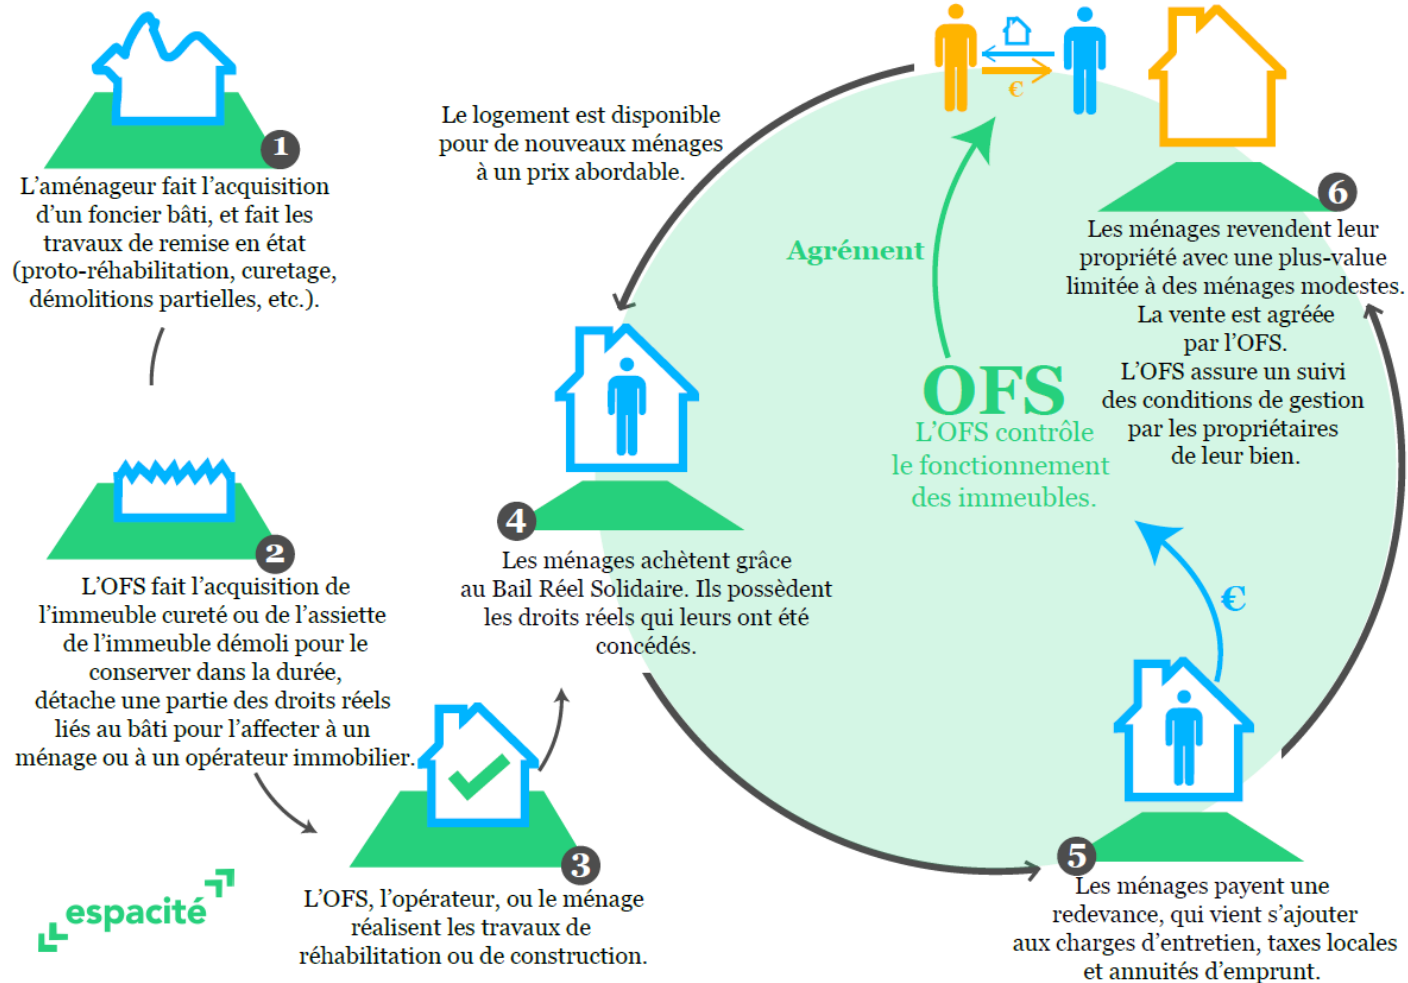 1
L’aménageur fait l’acquisition
d’un foncier bâti, et fait les
travaux de remise en état
(proto-réhabilitation, curetage,
démolitions partielles, etc.).
2
L’OFS fait l’acquisition de
l’immeuble cureté ou de l’assiette
de l’immeuble démoli pour le
conserver dans la durée,
détache une partie des droits réels
liés au bâti pour l’affecter à un
ménage ou à un opérateur immobilier.
3
L’OFS, l’opérateur, ou le ménage
réalisent les travaux de
réhabilitation ou de construction.
4
Les ménages achètent grâce
au Bail Réel Solidaire. Ils possèdent
les droits réels qui leurs ont été
concédés.
5
Les ménages payent une
redevance, qui vient s’ajouter
aux charges d’entretien, taxes locales
et annuités d’emprunt.
€
6
Les ménages revendent leur
propriété avec une plus-value
limitée à des ménages modestes.
La vente est agréée
par l’OFS.
L’OFS assure un suivi
des conditions de gestion
par les propriétaires
de leur bien.
€
Le logement est disponible
pour de nouveaux ménages
à un prix abordable.
Agrément
OFS
L’OFS contrôle
le fonctionnement
des immeubles.
espacité